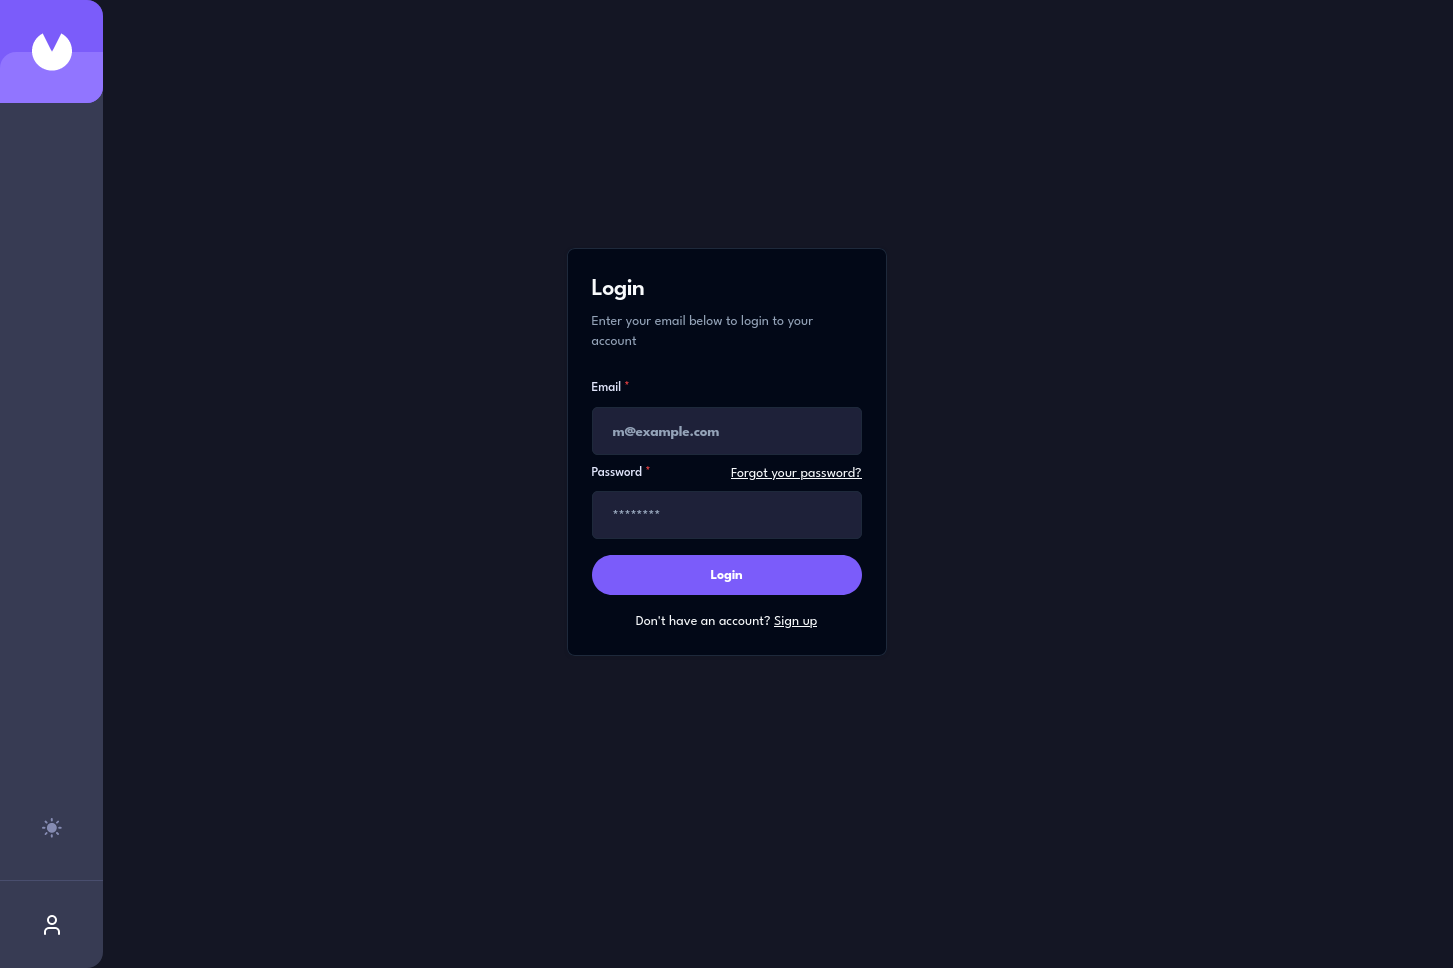 Login
Enter your email below to login to your
account
Email *
m@example.com
Password * Forgot your password?
********
Login
Don't have an account? Sign up